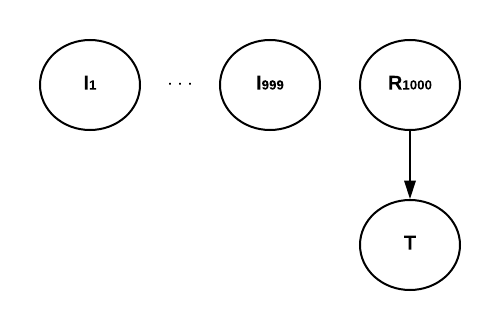 I1 . . . I999 R1000
T